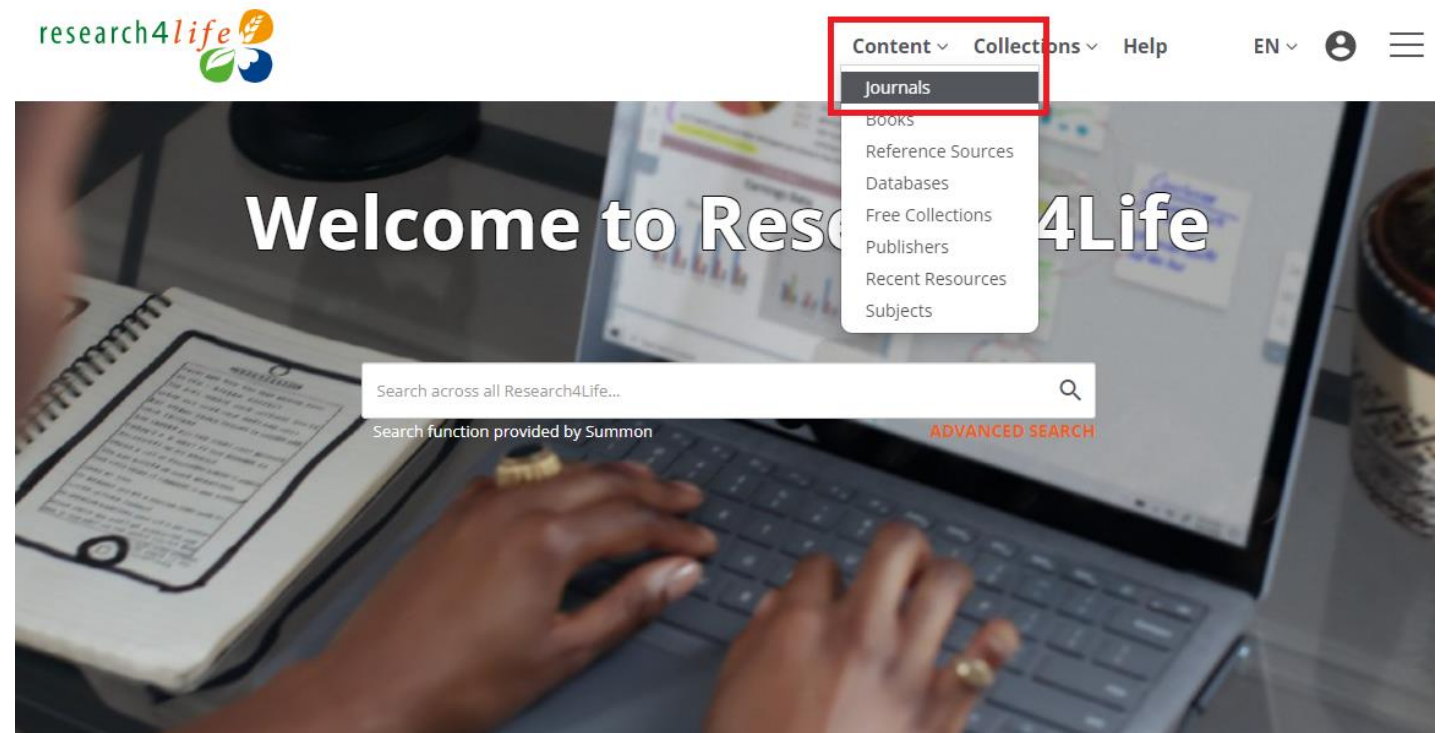 research4life
Content Collections Help EN
Journals
Books
Reference Sources
Databases
Free Collections
Publishers
Recent Resources
Subjects
Welcome to Rese 4Life
Search across all Research4Life...
Search function provided by Summon
ADVANCED SEARCH